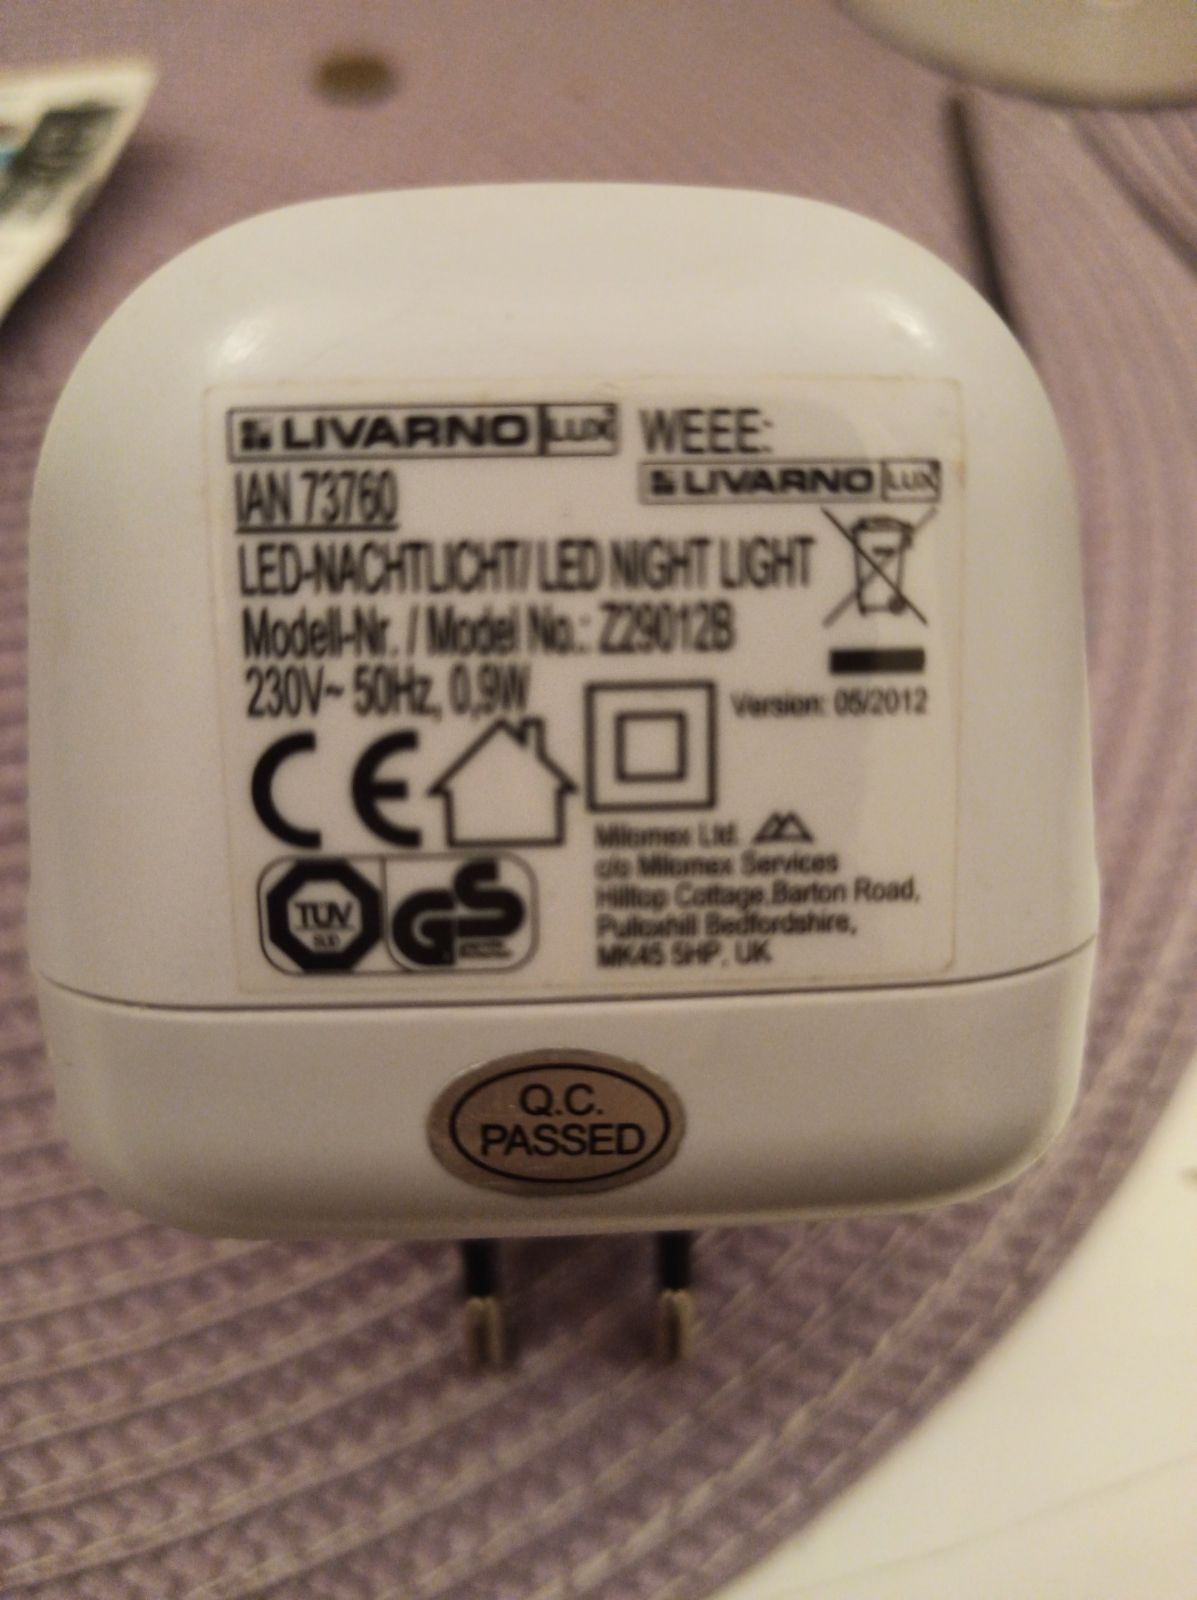 LIVARNO LUX
IAN 73760
LED-NACHTLICHT/ LED NIGHT LIGHT
Modell-Nr. / Model No.: Z29012B
230V~ 50Hz, 0,9W
WEEE:
LIVARNO LUX
Version: 05/2012
CE
TUV
GS
Milomex Ltd.
c/o Milomex Services
Hilltop Cottage,Barton Road,
Pulloxhill Bedfordshire,
MK45 5HP, UK
Q.C.
PASSED